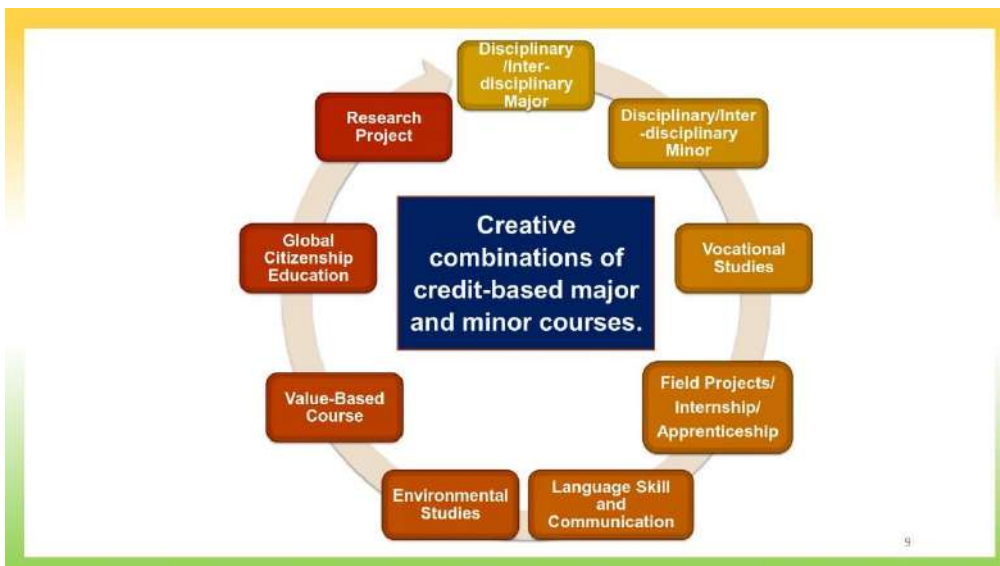 Disciplinary
/Inter-
disciplinary
Major
Disciplinary/Inter
-disciplinary
Minor
Vocational
Studies
Field Projects/
Internship/
Apprenticeship
Language Skill
and
Communication
Environmental
Studies
Value-Based
Course
Global
Citizenship
Education
Research
Project
Creative
combinations of
credit-based major
and minor courses.
9